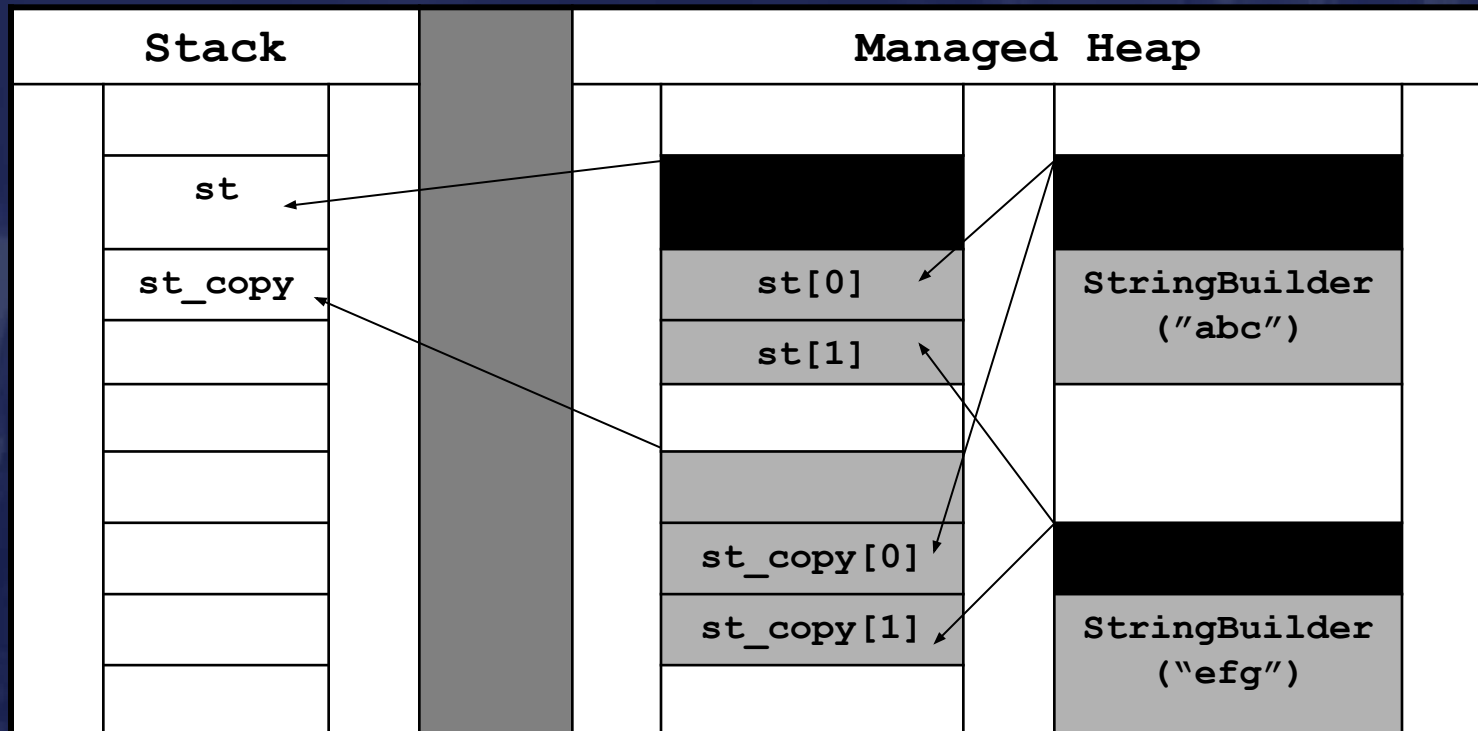 Stack
Managed Heap
st
st_copy
st[0]
st[1]
st_copy[0]
st_copy[1]
StringBuilder
(″abc”)
StringBuilder
(“efg”)